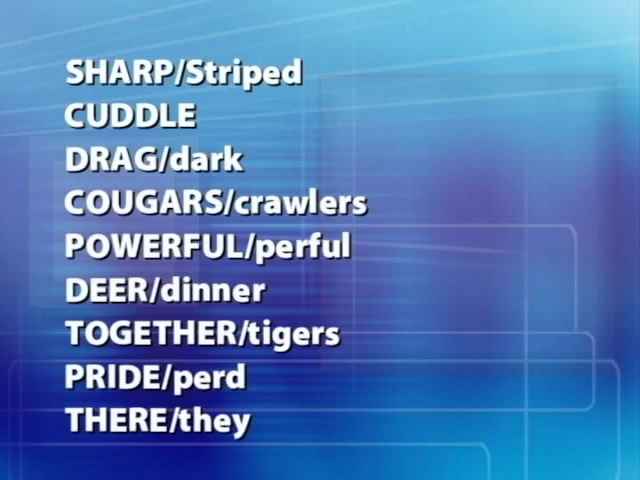 SHARP/Striped
CUDDLE
DRAG/dark
COUGARS/crawlers
POWERFUL/perful
DEER/dinner
TOGETHER/tigers
PRIDE/perd
THERE/they